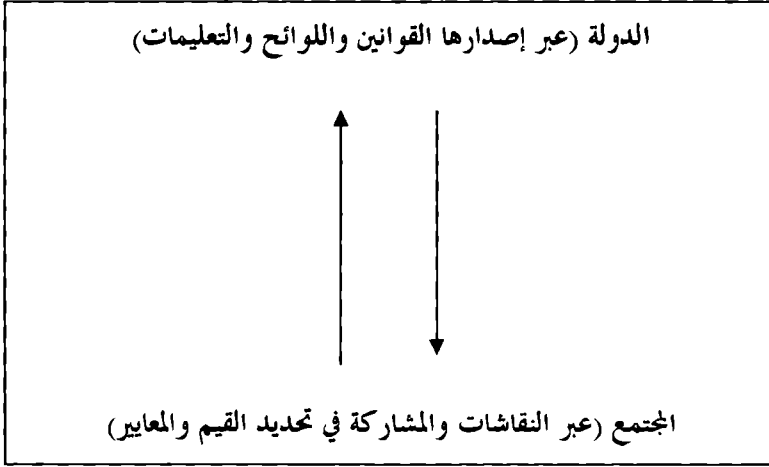 الدولة (عبر إصدارها القوانين واللوائح والتعليمات)
المجتمع (عبر النقاشات والمشاركة في تحديد القيم والمعايير)